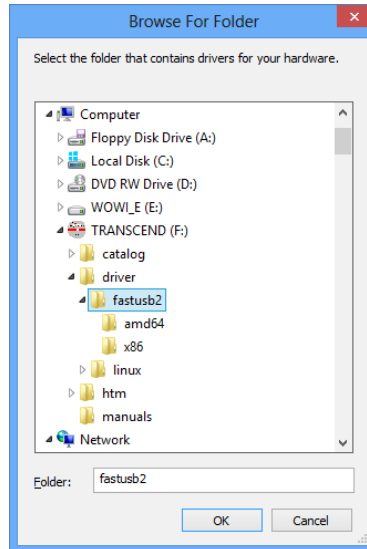 Browse For Folder
Select the folder that contains drivers for your hardware.
Computer
Floppy Disk Drive (A:)
Local Disk (C:)
DVD RW Drive (D:)
WOWI_E (E:)
TRANSCEND (F:)
catalog
driver
fastusb2
amd64
x86
linux
htm
manuals
Network
Folder: fastusb2
OK Cancel